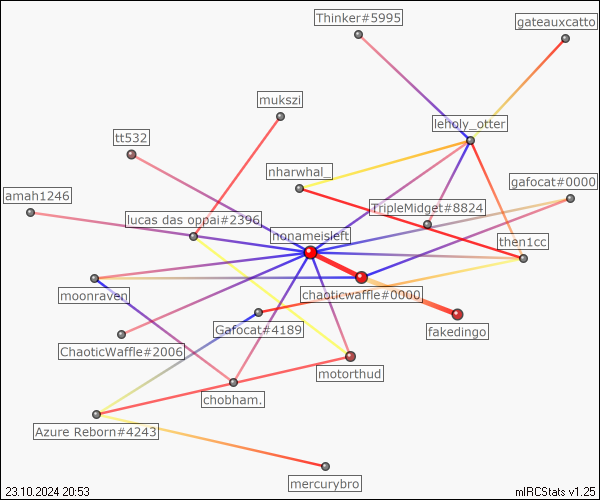 Thinker#5995
gateauxcatto
mukszi
leholy_otter
tt532
nharwhal_
gafocat#0000
amah1246
TripleMidget#8824
lucas das oppai#2396
nonameisleft
then1cc
moonraven
chaoticwaffle#0000
Gafocat#4189
fakedingo
ChaoticWaffle#2006
motorthud
chobham.
Azure Reborn#4243
mercurybro
23.10.2024 20:53
mIRCStats v1.25